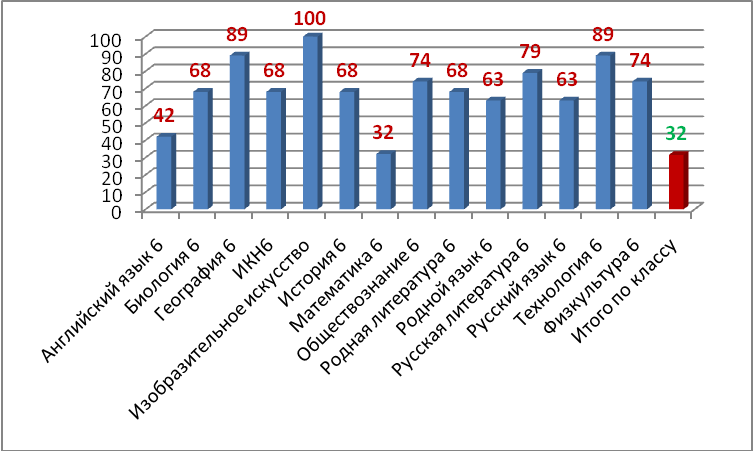 100
90
80
70
60
50
40
30
20
10
0
42
68
89
68
100
68
32
74
68
63
79
63
89
74
32
Английский язык 6
Биология 6
География 6
ИКН6
Изобразительное искусство
История 6
Математика 6
Обществознание 6
Родная литература 6
Родной язык 6
Русская литература 6
Русский язык 6
Технология 6
Физкультура 6
Итого по классу